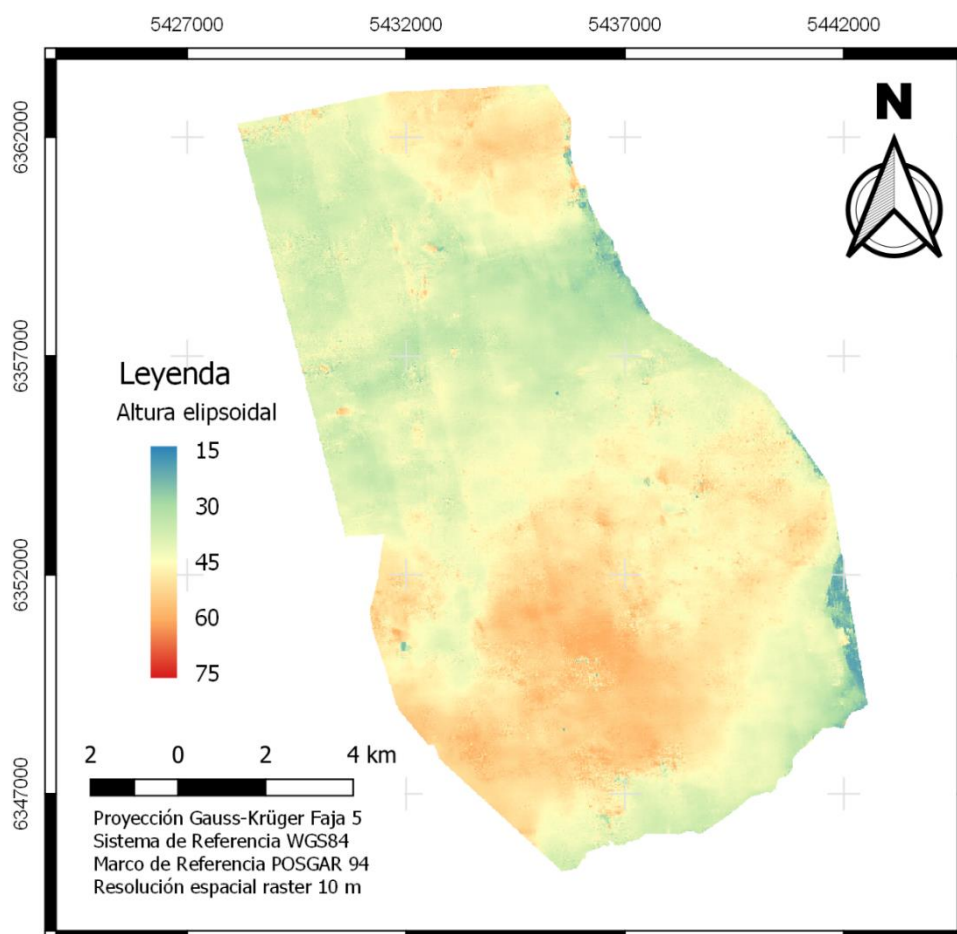 5427000 5432000 5437000 5442000
6362000
N
6357000
Leyenda
Altura elipsoidal
15
30
45
60
75
6352000
2 0 2 4 km
6347000
Proyección Gauss-Krüger Faja 5
Sistema de Referencia WGS84
Marco de Referencia POSGAR 94
Resolución espacial raster 10 m